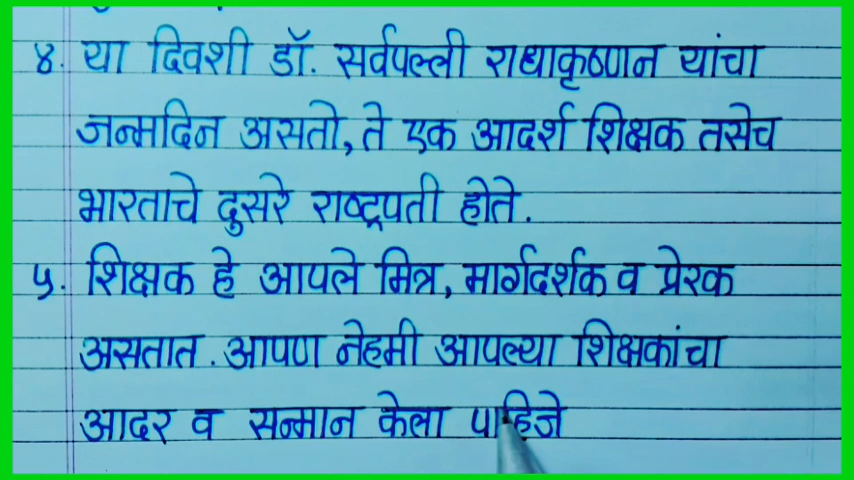 ४. या दिवशी डॉ. सर्वपल्ली राधाकृष्णन यांचा
जन्मदिन असतो, ते एक आदर्श शिक्षक तसेच
भारताचे दुसरे राष्ट्रपती होते.
५. शिक्षक हे आपले मित्र, मार्गदर्शक व प्रेरक
असतात. आपण नेहमी आपल्या शिक्षकांचा
आदर व सन्मान केला पाहिजे